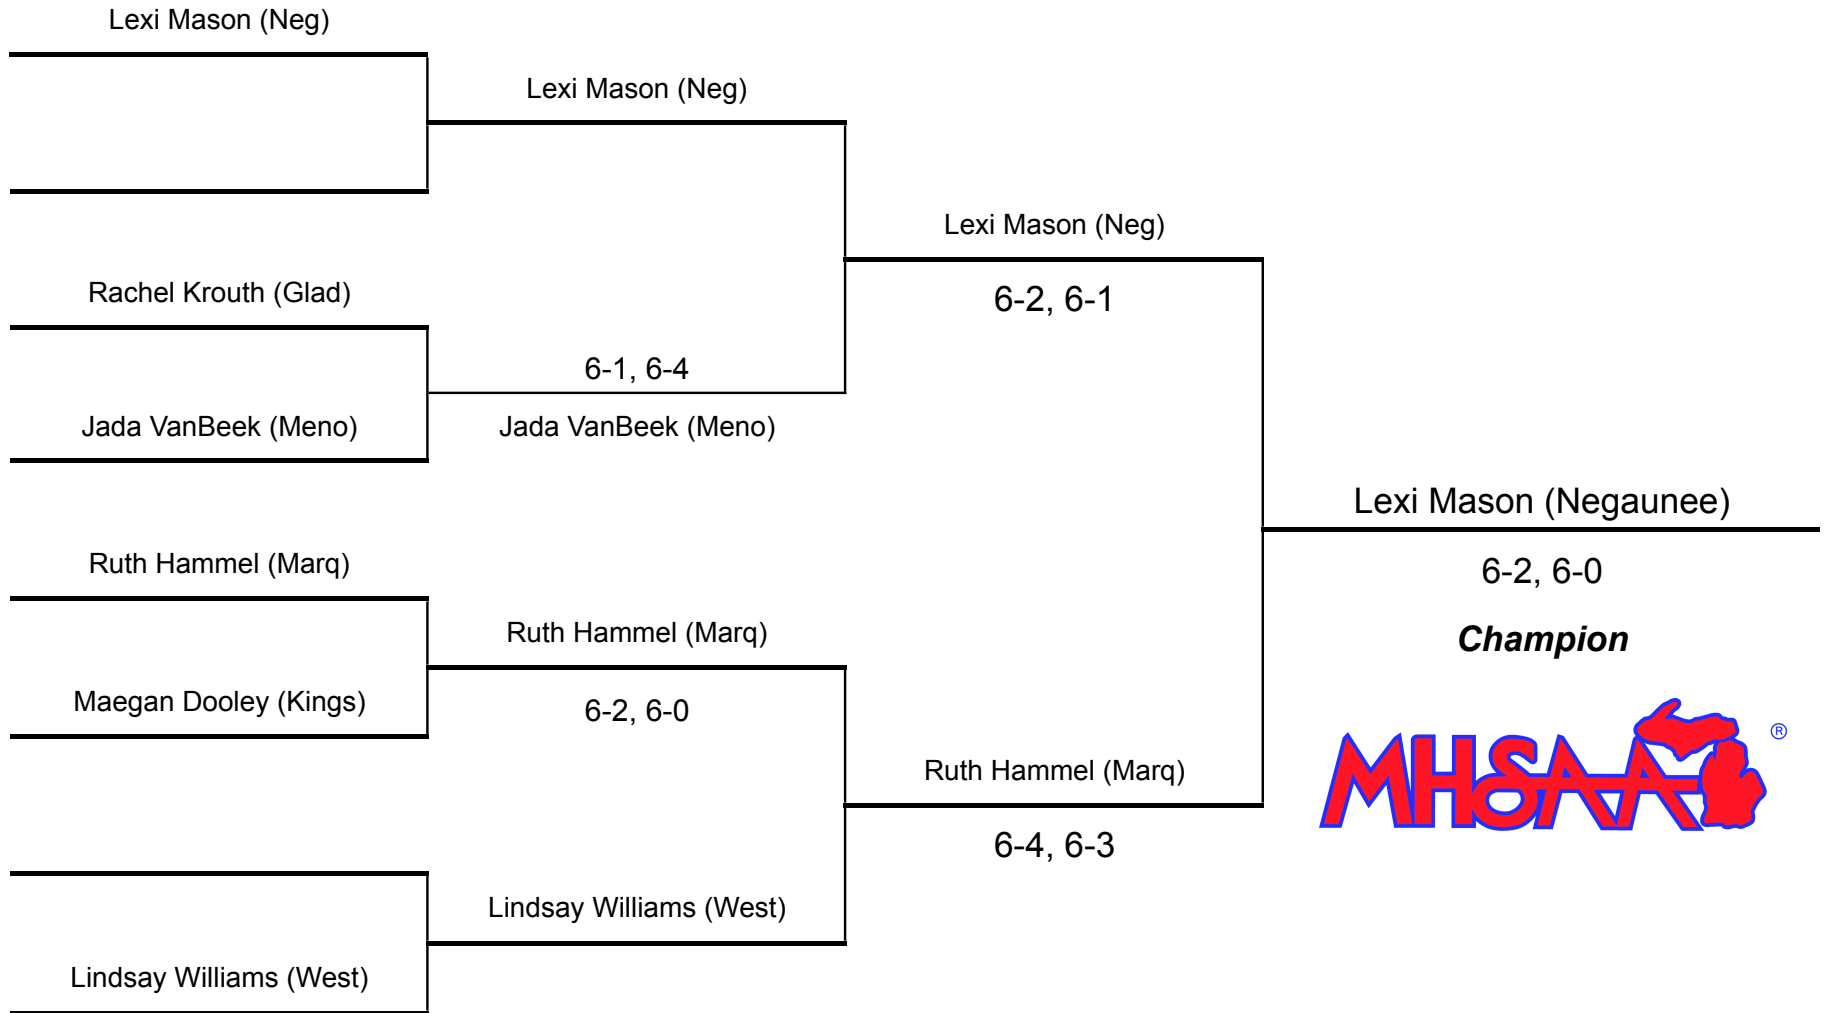 Lexi Mason (Neg)
Lexi Mason (Neg)
Lexi Mason (Neg)
6-2, 6-1
Rachel Krouth (Glad)
6-1, 6-4
Jada VanBeek (Meno)
Jada VanBeek (Meno)
Lexi Mason (Negaunee)
6-2, 6-0
Champion
Ruth Hammel (Marq)
Ruth Hammel (Marq)
Maegan Dooley (Kings)
6-2, 6-0
Ruth Hammel (Marq)
6-4, 6-3
Lindsay Williams (West)
Lindsay Williams (West)
MHSAA ®